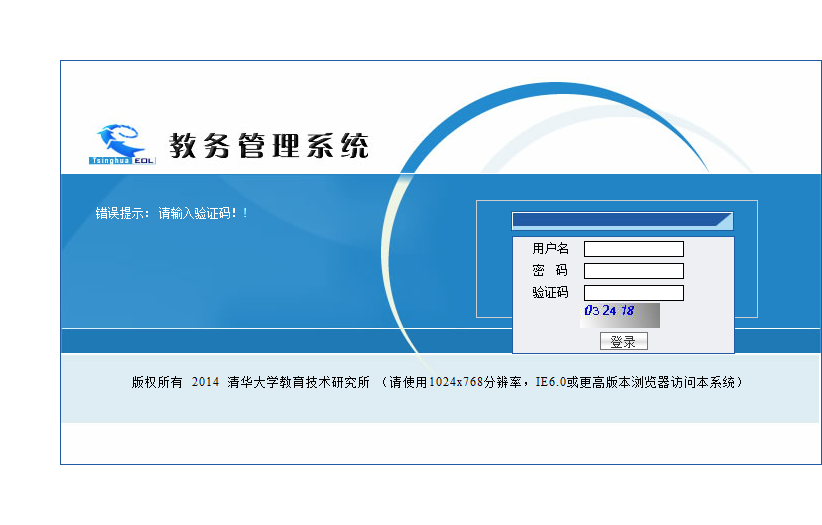 教务管理系统
Tsinghua EOL
错误提示：请输入验证码！!
用户名
密 码
验证码
032418
登录
版权所有 2014 清华大学教育技术研究所 （请使用1024x768分辨率，IE6.0或更高版本浏览器访问本系统）